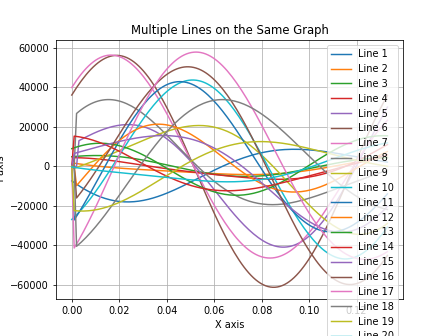 Multiple Lines on the Same Graph
60000
40000
20000
0
−20000
−40000
−60000
axis
0.00
0.02
0.04
0.06
0.08
0.10
X axis
Line 1
Line 2
Line 3
Line 4
Line 5
Line 6
Line 7
Line 8
Line 9
Line 10
Line 11
Line 12
Line 13
Line 14
Line 15
Line 16
Line 17
Line 18
Line 19
Line 20